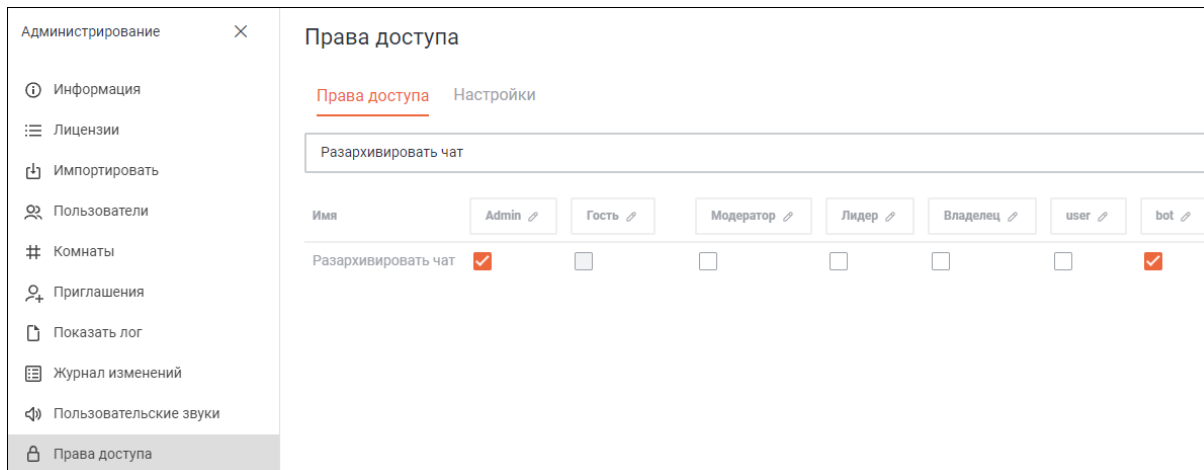 Администрирование
Информация
Лицензии
Импортировать
Пользователи
Комнаты
Приглашения
Показать лог
Журнал изменений
Пользовательские звуки
Права доступа
Права доступа
Права доступа Настройки
Разархивировать чат
Имя Admin Гость Модератор Лидер Владелец user bot
Разархивировать чат